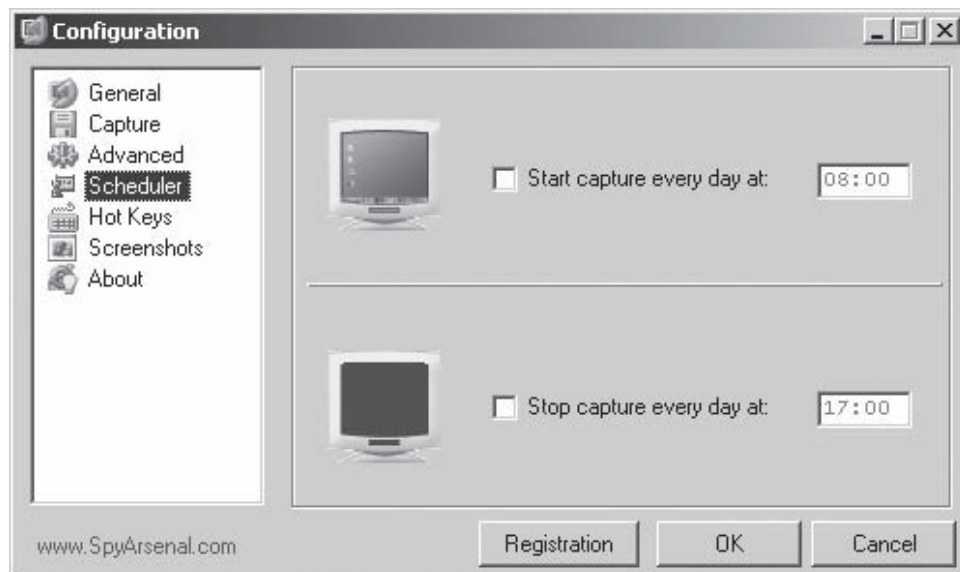 Configuration
General
Capture
Advanced
Scheduler
Hot Keys
Screenshots
About
Start capture every day at:
08:00
Stop capture every day at:
17:00
www.SpyArsenal.com
Registration
OK
Cancel